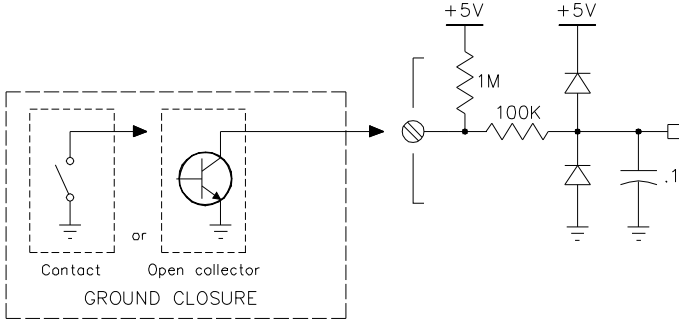 +5V
+5V
1M
100K
.1
or
Contact
Open collector
GROUND CLOSURE